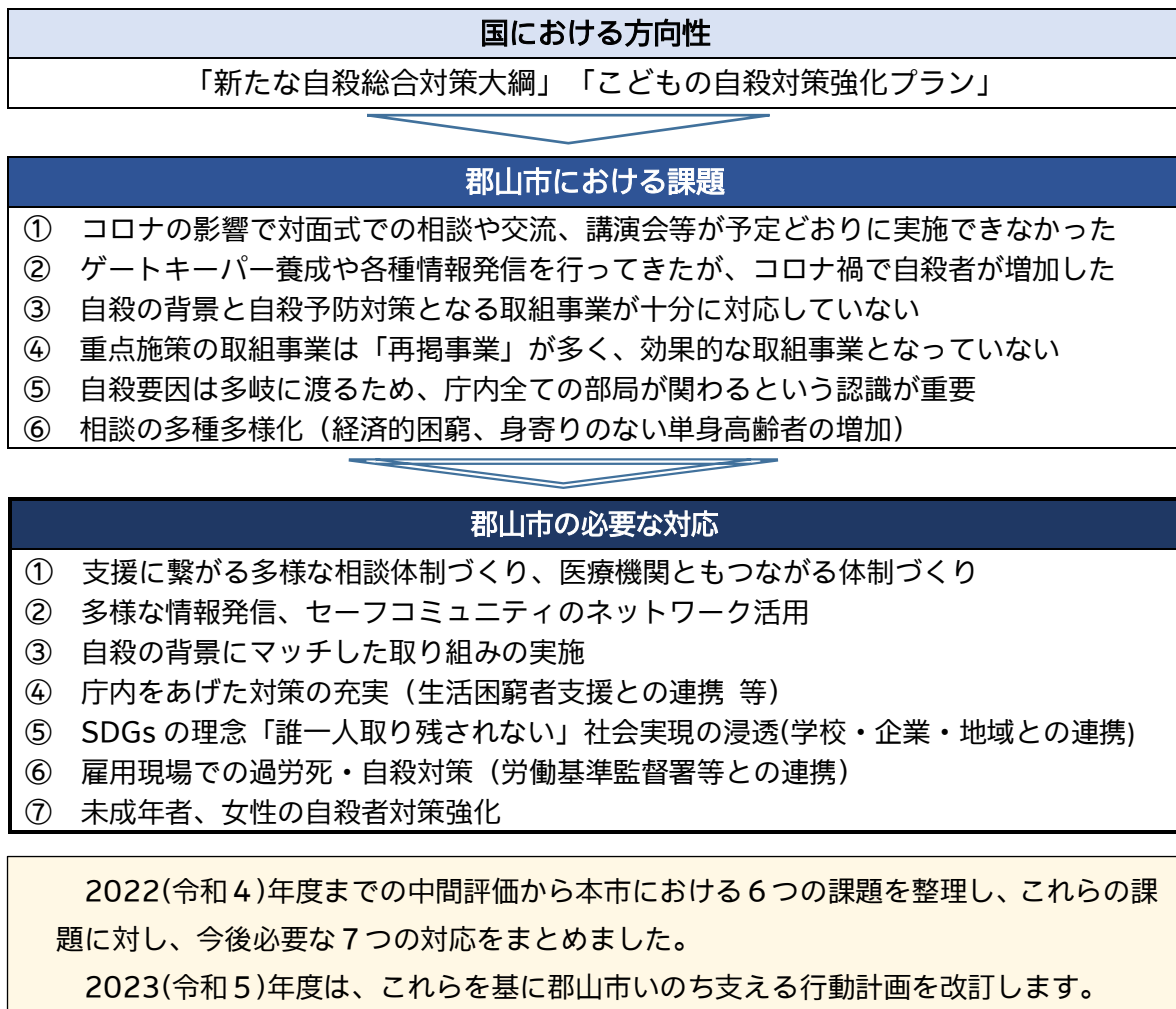 国における方向性
「新たな自殺総合対策大綱」「こどもの自殺対策強化プラン」
郡山市における課題
① コロナの影響で対面式での相談や交流、講演会等が予定どおりに実施できなかった
② ゲートキーパー養成や各種情報発信を行ってきたが、コロナ禍で自殺者が増加した
③ 自殺の背景と自殺予防対策となる取組事業が十分に対応していない
④ 重点施策の取組事業は「再掲事業」が多く、効果的な取組事業となっていない
⑤ 自殺要因は多岐に渡るため、庁内全ての部局が関わるという認識が重要
⑥ 相談の多種多様化（経済的困窮、身寄りのない単身高齢者の増加）
郡山市の必要な対応
① 支援に繋がる多様な相談体制づくり、医療機関ともつながる体制づくり
② 多様な情報発信、セーフコミュニティのネットワーク活用
③ 自殺の背景にマッチした取り組みの実施
④ 庁内をあげた対策の充実（生活困窮者支援との連携 等）
⑤ SDGs の理念「誰一人取り残されない」社会実現の浸透(学校・企業・地域との連携)
⑥ 雇用現場での過労死・自殺対策（労働基準監督署等との連携）
⑦ 未成年者、女性の自殺者対策強化
2022(令和４)年度までの中間評価から本市における６つの課題を整理し、これらの課
題に対し、今後必要な７つの対応をまとめました。
2023(令和５)年度は、これらを基に郡山市いのち支える行動計画を改訂します。